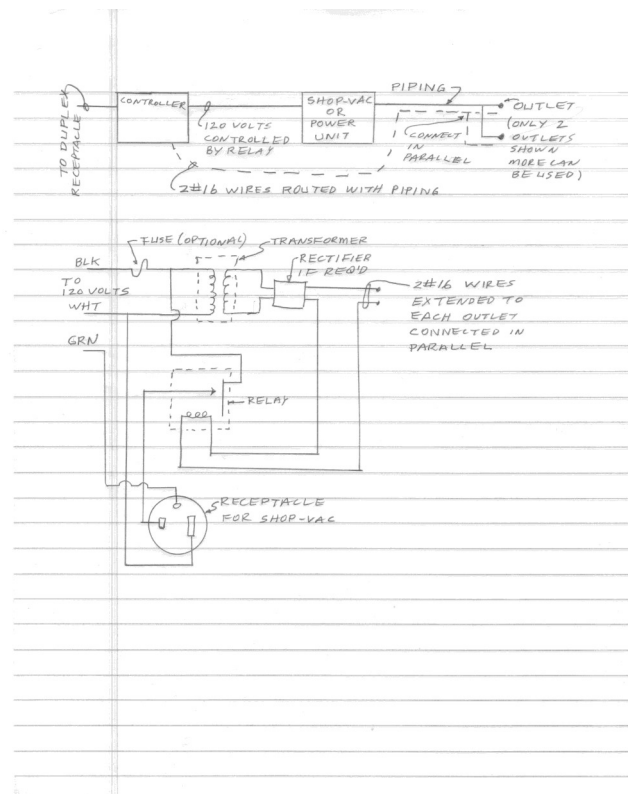 TO DUPLEX
RECEPTACLE
CONTROLLER
120 VOLTS
CONTROLLED
BY RELAY
SHOP-VAC
OR
POWER
UNIT
PIPING
CONNECT
IN
PARALLEL
OUTLET
(ONLY 2
OUTLETS
SHOWN
MORE CAN
BE USED)
2#16 WIRES ROUTED WITH PIPING
FUSE (OPTIONAL)
TRANSFORMER
RECTIFIER
IF REQ'D
BLK
TO
120 VOLTS
WHT
GRN
2#16 WIRES
EXTENDED TO
EACH OUTLET
CONNECTED IN
PARALLEL
RELAY
RECEPTACLE
FOR SHOP-VAC